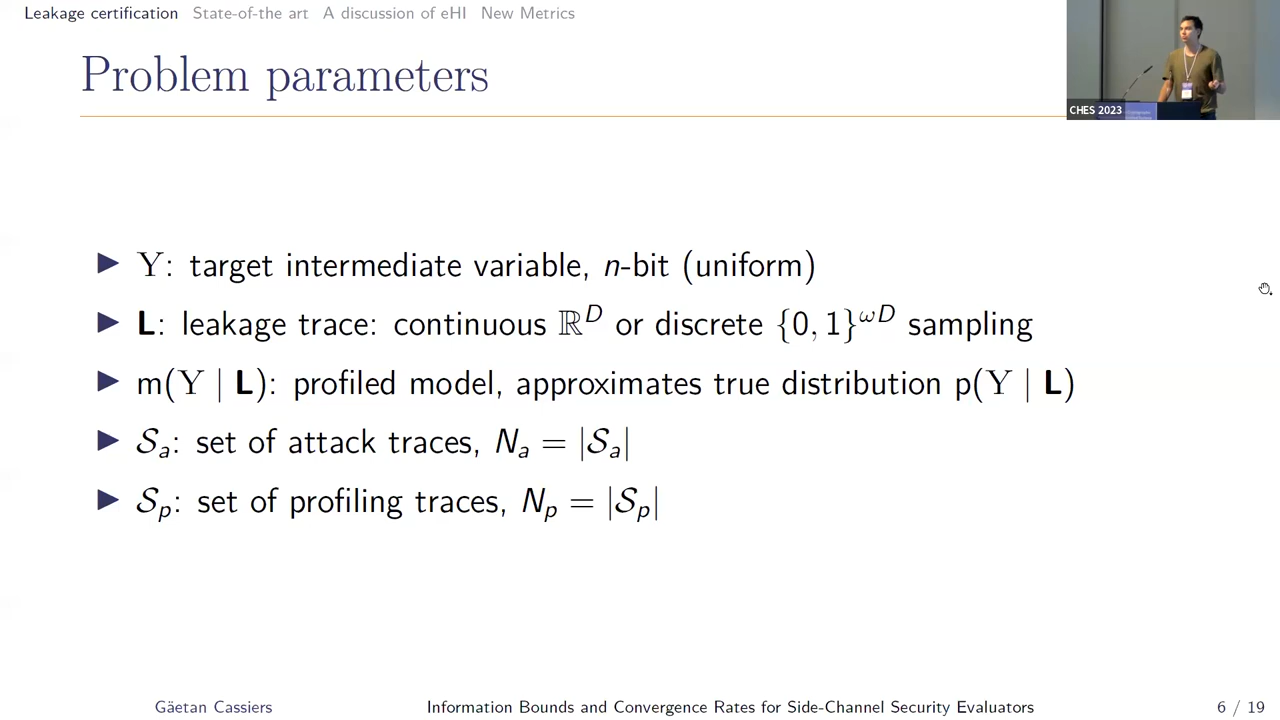 Leakage certification State-of-the art A discussion of eHI New Metrics
Problem parameters
CHES 2023
Y: target intermediate variable, n-bit (uniform)
L: leakage trace: continuous ℝ^D or discrete {0, 1}^{ωD} sampling
m(Y | L): profiled model, approximates true distribution p(Y | L)
𝒮_a: set of attack traces, N_a = |𝒮_a|
𝒮_p: set of profiling traces, N_p = |𝒮_p|
Gäetan Cassiers Information Bounds and Convergence Rates for Side-Channel Security Evaluators 6 / 19